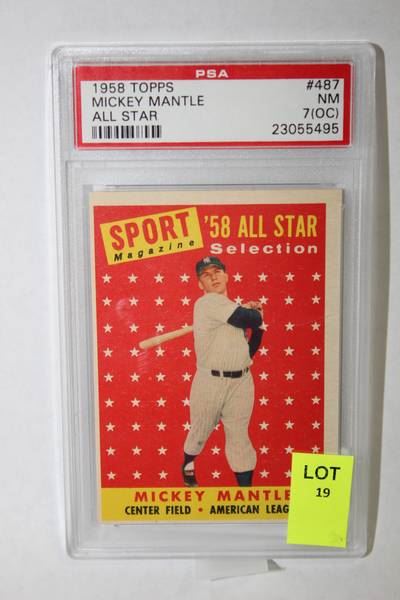 PSA
1958 TOPPS #487
MICKEY MANTLE NM
ALL STAR 7(OC)
23055495
SPORT
Magazine
'58 ALL STAR
Selection
MICKEY MANTLE
CENTER FIELD • AMERICAN LEAG
LOT
19